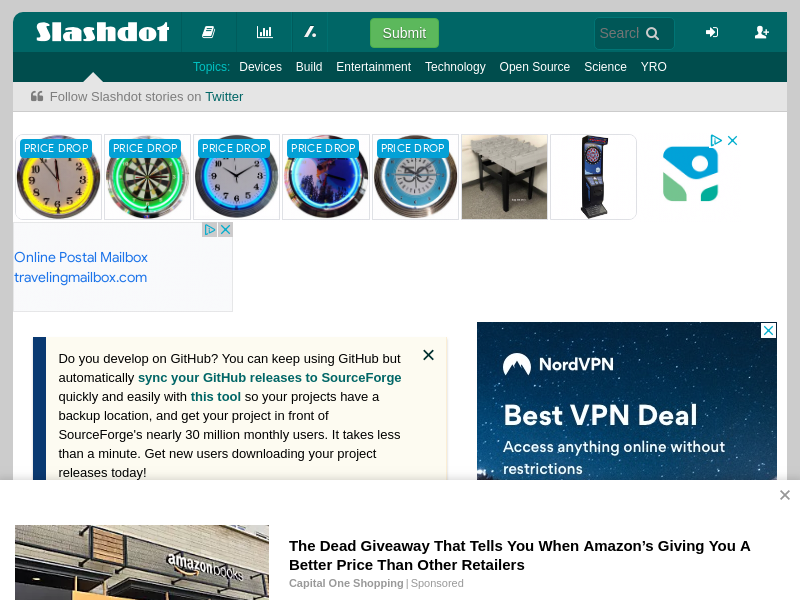 Slashdot
Submit
Search
Topics: Devices Build Entertainment Technology Open Source Science YRO
Follow Slashdot stories on Twitter
PRICE DROP PRICE DROP PRICE DROP PRICE DROP PRICE DROP
Online Postal Mailbox
travelingmailbox.com
Do you develop on GitHub? You can keep using GitHub but
automatically sync your GitHub releases to SourceForge
quickly and easily with this tool so your projects have a
backup location, and get your project in front of
SourceForge's nearly 30 million monthly users. It takes less
than a minute. Get new users downloading your project
releases today!
NordVPN
Best VPN Deal
Access anything online without
restrictions
amazonbooks
The Dead Giveaway That Tells You When Amazon’s Giving You A
Better Price Than Other Retailers
Capital One Shopping | Sponsored